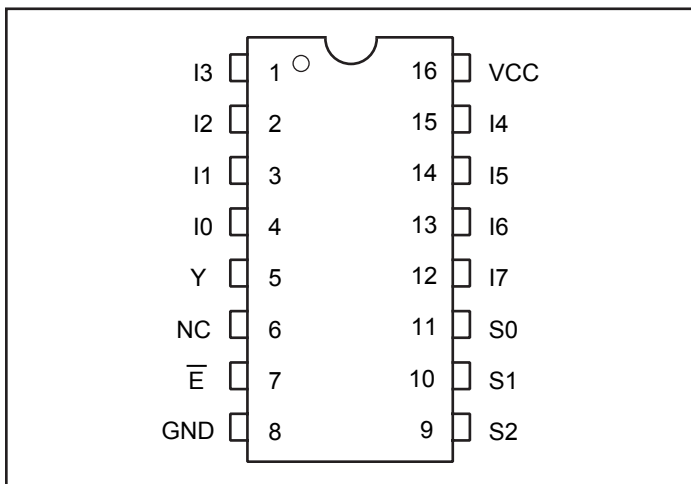 I3 1 16 VCC
I2 2 15 I4
I1 3 14 I5
I0 4 13 I6
Y 5 12 I7
NC 6 11 S0
E̅ 7 10 S1
GND 8 9 S2